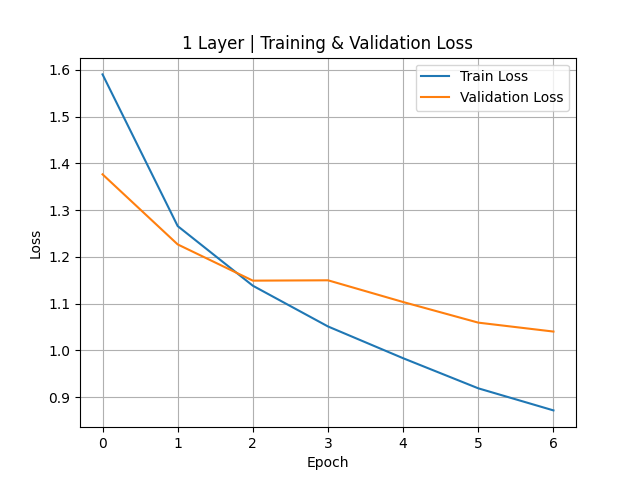 1 Layer | Training & Validation Loss
Train Loss
Validation Loss
Loss
1.6
1.5
1.4
1.3
1.2
1.1
1.0
0.9
0 1 2 3 4 5 6
Epoch